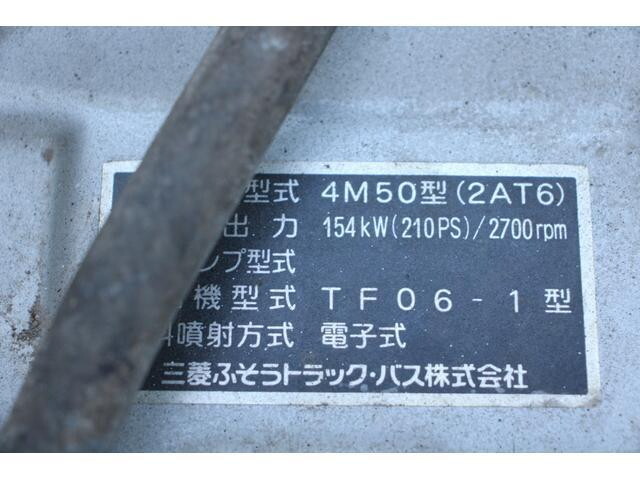 型式 4M50型(2AT6)
出力 154kW(210PS)/2700rpm
ンプ型式
機型式 TF06-1型
噴射方式 電子式
三菱ふそうトラック・バス株式会社